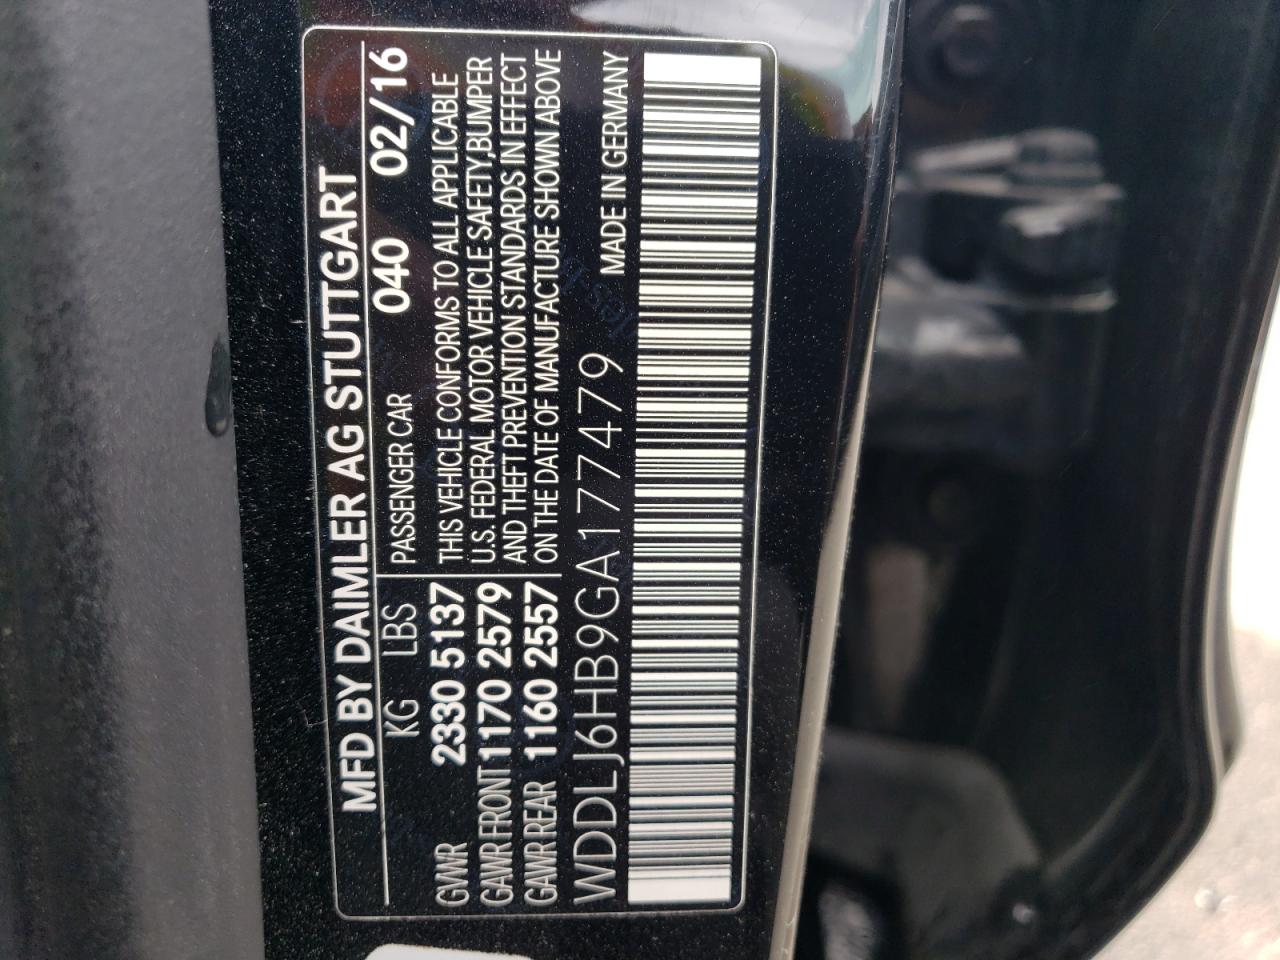 MFD BY DAIMLER AG STUTTGART
KG LBS PASSENGER CAR 040 02/16
GVWR 2330 5137 THIS VEHICLE CONFORMS TO ALL APPLICABLE
GAWR FRONT 1170 2579 U.S. FEDERAL MOTOR VEHICLE SAFETY,BUMPER
GAWR REAR 1160 2557 AND THEFT PREVENTION STANDARDS IN EFFECT
ON THE DATE OF MANUFACTURE SHOWN ABOVE
WDDLJ6HB9GA177479 MADE IN GERMANY